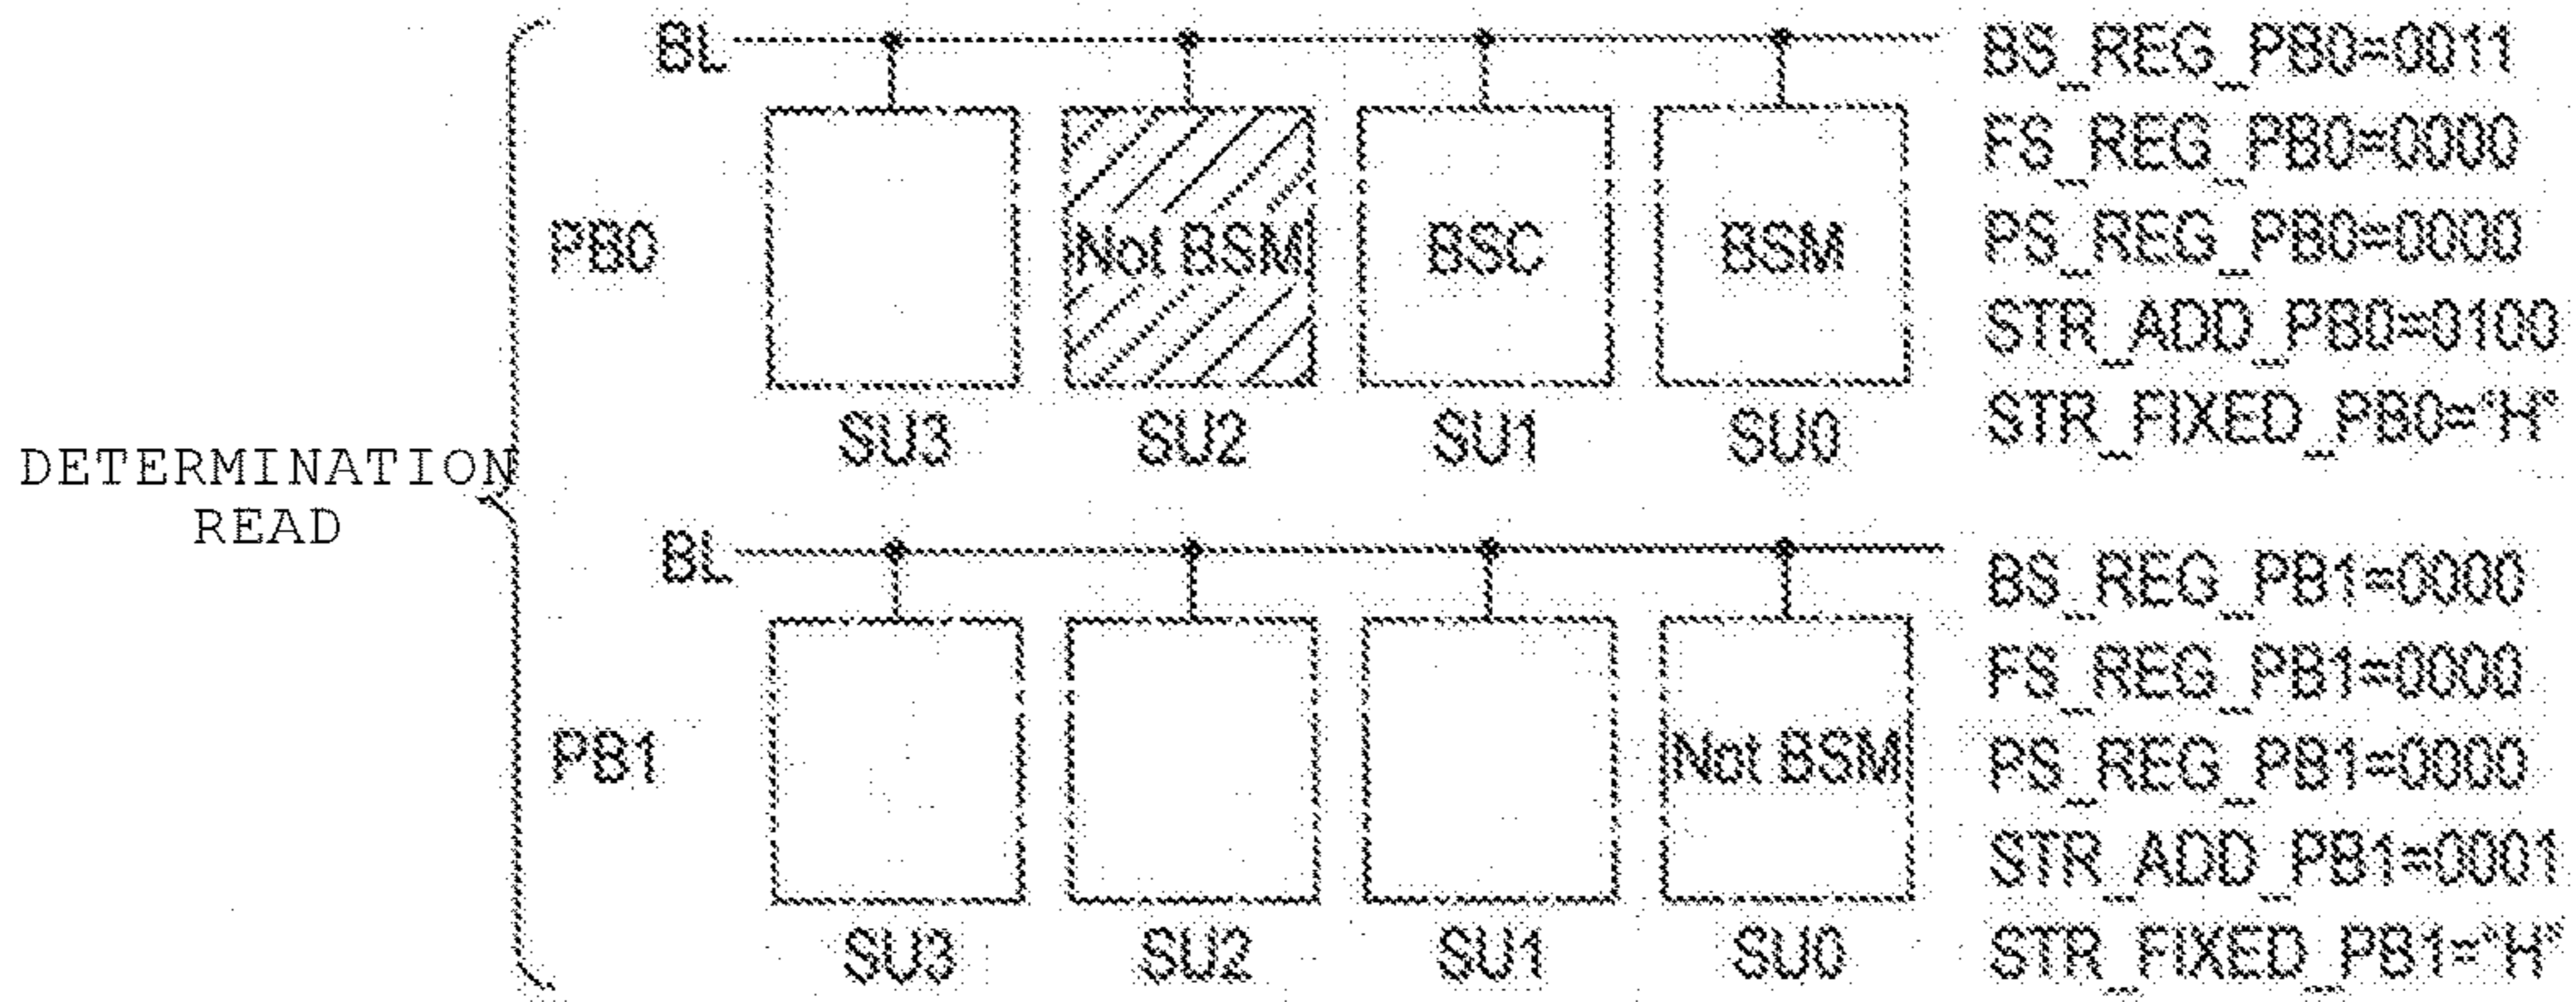 BL
BS_REG_PB0=0011
FS_REG_PB0=0000
PB0
Not BSM
BSC
BSM
PS_REG_PB0=0000
STR_ADD_PB0=0100
SU3
SU2
SU1
SU0
STR_FIXED_PB0="H"
DETERMINATION
READ
BL
BS_REG_PB1=0000
FS_REG_PB1=0000
PB1
Not BSM
PS_REG_PB1=0000
STR_ADD_PB1=0001
SU3
SU2
SU1
SU0
STR_FIXED_PB1="H"